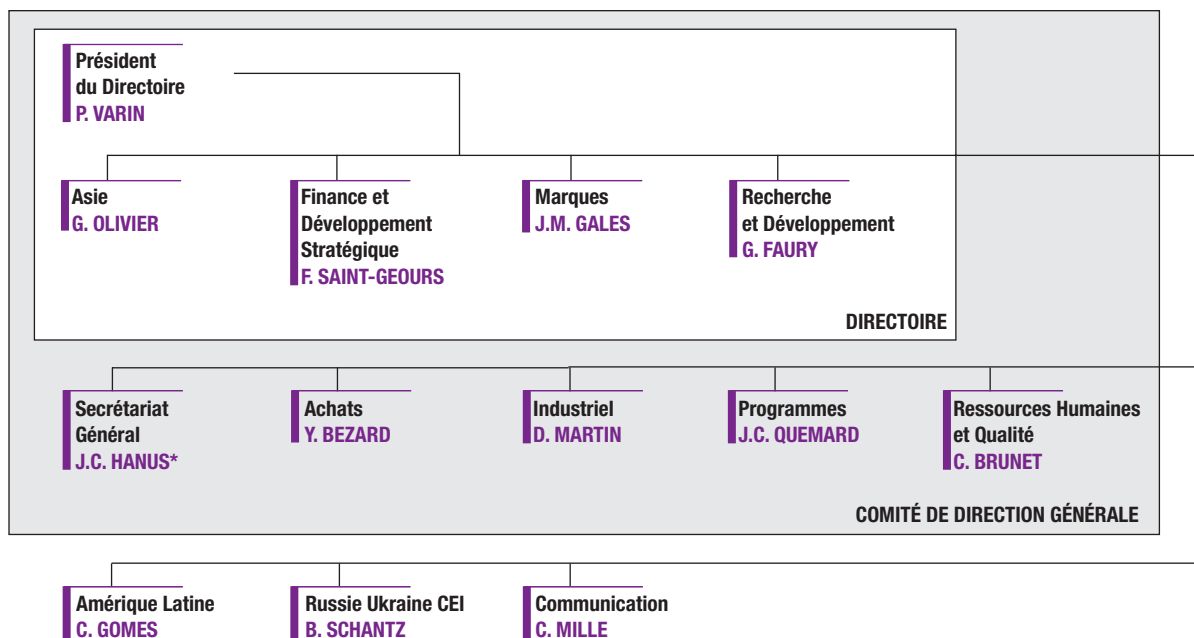 Président
du Directoire
P. VARIN
Asie
G. OLIVIER
Finance et
Développement
Stratégique
F. SAINT-GEOURS
Marques
J.M. GALES
Recherche
et Développement
G. FAURY
DIRECTOIRE
Secrétariat
Général
J.C. HANUS*
Achats
Y. BEZARD
Industriel
D. MARTIN
Programmes
J.C. QUEMARD
Ressources Humaines
et Qualité
C. BRUNET
COMITÉ DE DIRECTION GÉNÉRALE
Amérique Latine
C. GOMES
Russie Ukraine CEI
B. SCHANTZ
Communication
C. MILLE